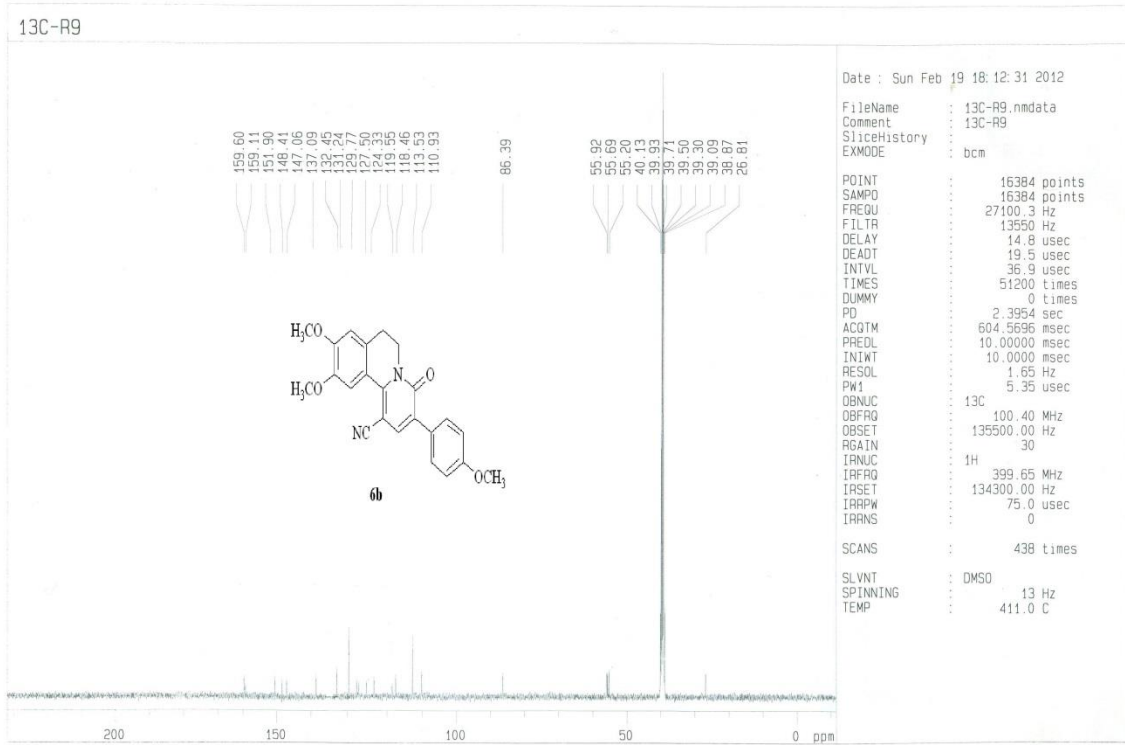 13C-R9
159.60
159.11
151.90
148.41
147.06
137.09
132.45
131.24
129.77
127.50
124.33
119.55
118.46
113.53
110.93
86.39
55.92
55.69
55.20
40.13
39.93
39.71
39.50
39.30
39.09
38.87
26.81
H₃CO
H₃CO
N
O
NC
OCH₃
6b
200 150 100 50 0 ppm
Date : Sun Feb 19 18:12:31 2012
FileName : 13C-R9.nmdata
Comment : 13C-R9
SliceHistory :
EXMODE : bcm
POINT : 16384 points
SAMPO : 16384 points
FREQU : 27100.3 Hz
FILTR : 13550 Hz
DELAY : 14.8 usec
DEADT : 19.5 usec
INTVL : 36.9 usec
TIMES : 51200 times
DUMMY : 0 times
PD : 2.3954 sec
ACQTM : 604.5696 msec
PREDL : 10.00000 msec
INIWT : 10.0000 msec
RESOL : 1.65 Hz
PW1 : 5.35 usec
OBNUC : 13C
OBFRQ : 100.40 MHz
OBSET : 135500.00 Hz
RGAIN : 30
IRNUC : 1H
IRFRQ : 399.65 MHz
IRSET : 134300.00 Hz
IRRPW : 75.0 usec
IRRNS : 0
SCANS : 438 times
SLVNT : DMSO
SPINNING : 13 Hz
TEMP : 411.0 C